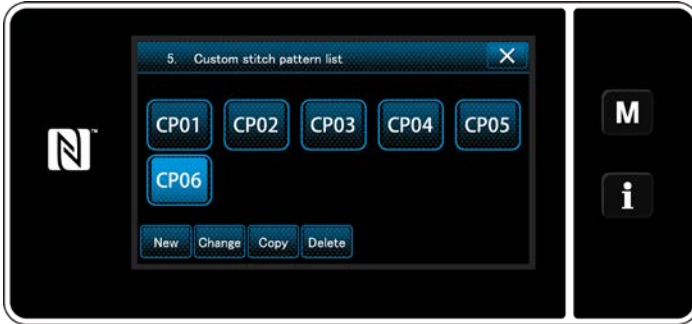 5. Custom stitch pattern list
CP01 CP02 CP03 CP04 CP05
M
CP06
New Change Copy Delete